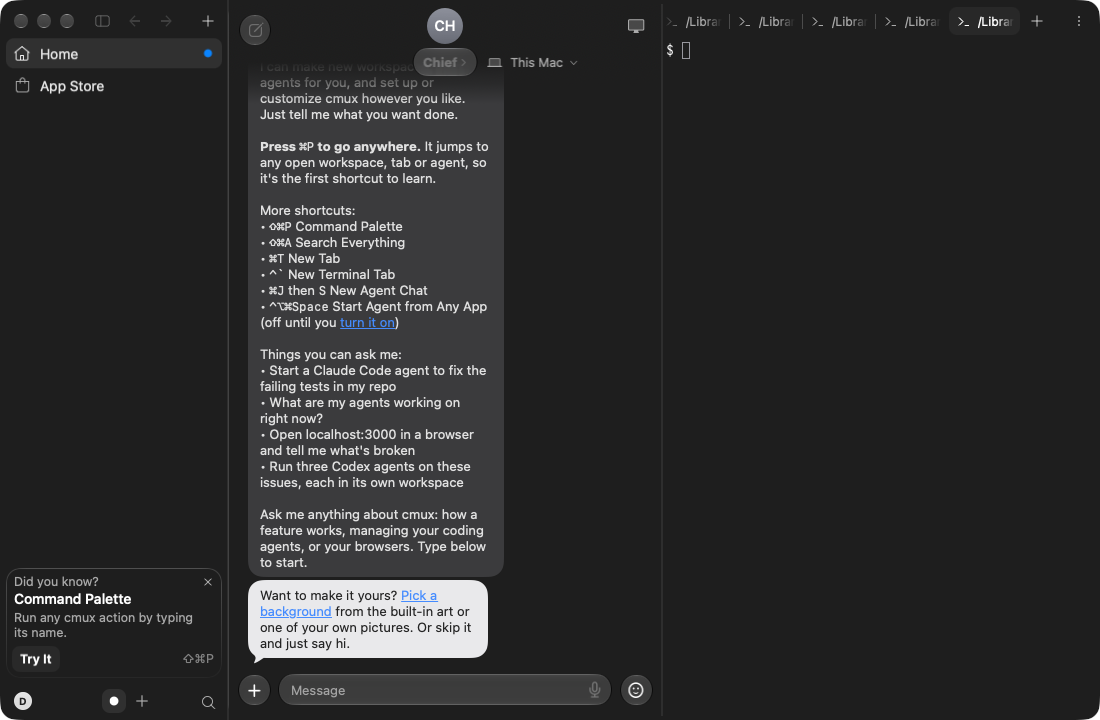 Home
App Store
Did you know?
Command Palette
Run any cmux action by typing
its name.
Try It
⇧⌘P
D
CH
Chief ›
This Mac
I can make new workspac
agents for you, and set up or
customize cmux however you like.
Just tell me what you want done.
Press ⌘P to go anywhere. It jumps to
any open workspace, tab or agent, so
it's the first shortcut to learn.
More shortcuts:
• ⇧⌘P Command Palette
• ⇧⌘A Search Everything
• ⌘T New Tab
• ^` New Terminal Tab
• ⌘J then S New Agent Chat
• ^⌥⌘Space Start Agent from Any App
(off until you turn it on)
Things you can ask me:
• Start a Claude Code agent to fix the
failing tests in my repo
• What are my agents working on
right now?
• Open localhost:3000 in a browser
and tell me what's broken
• Run three Codex agents on these
issues, each in its own workspace
Ask me anything about cmux: how a
feature works, managing your coding
agents, or your browsers. Type below
to start.
Want to make it yours? Pick a
background from the built-in art or
one of your own pictures. Or skip it
and just say hi.
Message
/Librar
/Librar
/Librar
/Librar
/Librar
$